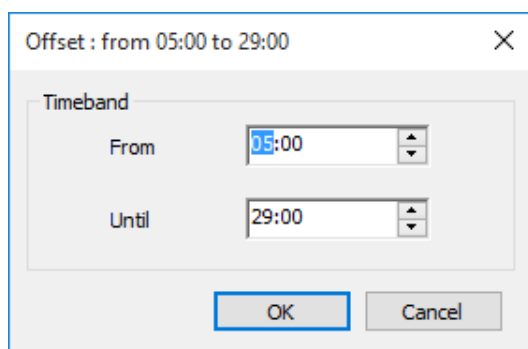 Offset : from 05:00 to 29:00
Timeband
From 05:00
Until 29:00
OK Cancel